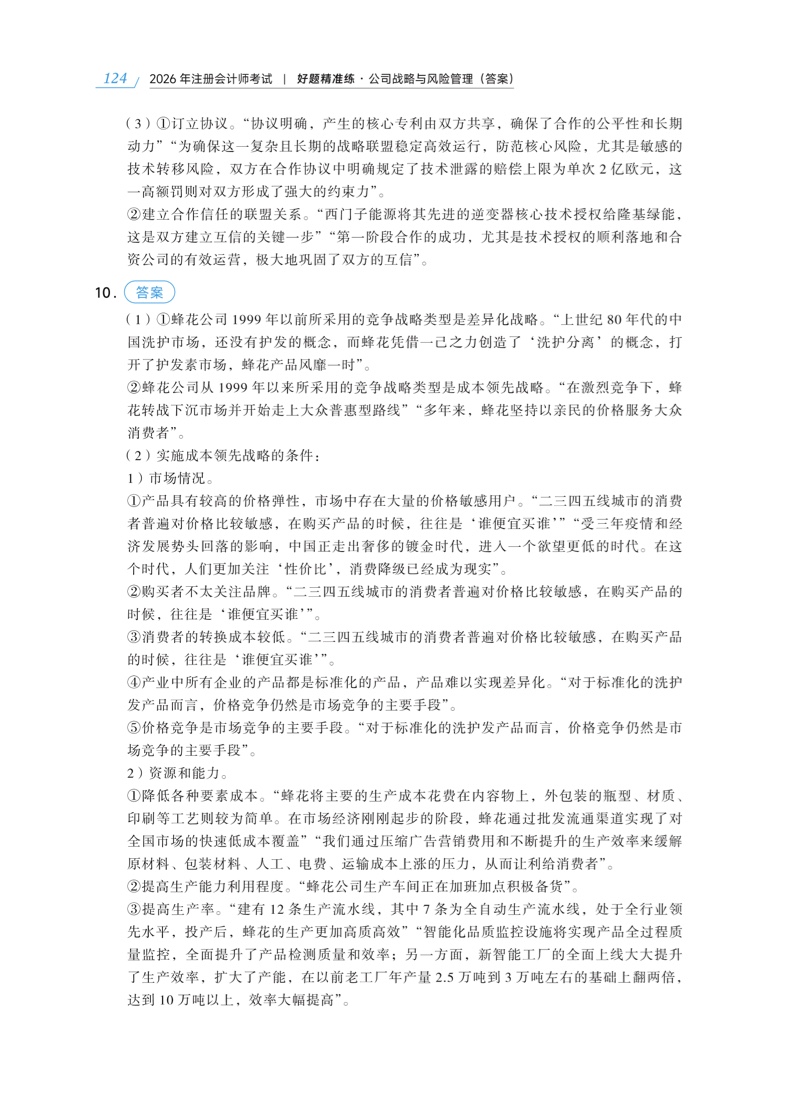 124 2026 年注册会计师考试 | 好题精准练·公司战略与风险管理（答案）
（3）①订立协议。“协议明确，产生的核心专利由双方共享，确保了合作的公平性和长期
动力”“为确保这一复杂且长期的战略联盟稳定高效运行，防范核心风险，尤其是敏感的
技术转移风险，双方在合作协议中明确规定了技术泄露的赔偿上限为单次 2 亿欧元，这
一高额罚则对双方形成了强大的约束力”。
②建立合作信任的联盟关系。“西门子能源将其先进的逆变器核心技术授权给隆基绿能，
这是双方建立互信的关键一步”“第一阶段合作的成功，尤其是技术授权的顺利落地和合
资公司的有效运营，极大地巩固了双方的互信”。
10. 答案
（1）①蜂花公司 1999 年以前所采用的竞争战略类型是差异化战略。“上世纪 80 年代的中
国洗护市场，还没有护发的概念，而蜂花凭借一己之力创造了‘洗护分离’的概念，打
开了护发素市场，蜂花产品风靡一时”。
②蜂花公司从 1999 年以来所采用的竞争战略类型是成本领先战略。“在激烈竞争下，蜂
花转战下沉市场并开始走上大众普惠型路线”“多年来，蜂花坚持以亲民的价格服务大众
消费者”。
（2）实施成本领先战略的条件：
1）市场情况。
①产品具有较高的价格弹性，市场中存在大量的价格敏感用户。“二三四五线城市的消费
者普遍对价格比较敏感，在购买产品的时候，往往是‘谁便宜买谁’”“受三年疫情和经
济发展势头回落的影响，中国正走出奢侈的镀金时代，进入一个欲望更低的时代。在这
个时代，人们更加关注‘性价比’，消费降级已经成为现实”。
②购买者不太关注品牌。“二三四五线城市的消费者普遍对价格比较敏感，在购买产品的
时候，往往是‘谁便宜买谁’”。
③消费者的转换成本较低。“二三四五线城市的消费者普遍对价格比较敏感，在购买产品
的时候，往往是‘谁便宜买谁’”。
④产业中所有企业的产品都是标准化的产品，产品难以实现差异化。“对于标准化的洗护
发产品而言，价格竞争仍然是市场竞争的主要手段”。
⑤价格竞争是市场竞争的主要手段。“对于标准化的洗护发产品而言，价格竞争仍然是市
场竞争的主要手段”。
2）资源和能力。
①降低各种要素成本。“蜂花将主要的生产成本花费在内容物上，外包装的瓶型、材质、
印刷等工艺则较为简单。在市场经济刚刚起步的阶段，蜂花通过批发流通渠道实现了对
全国市场的快速低成本覆盖”“我们通过压缩广告营销费用和不断提升的生产效率来缓解
原材料、包装材料、人工、电费、运输成本上涨的压力，从而让利给消费者”。
②提高生产能力利用程度。“蜂花公司生产车间正在加班加点积极备货”。
③提高生产率。“建有 12 条生产流水线，其中 7 条为全自动生产流水线，处于全行业领
先水平，投产后，蜂花的生产更加高质高效”“智能化品质监控设施将实现产品全过程质
量监控，全面提升了产品检测质量和效率；另一方面，新智能工厂的全面上线大大提升
了生产效率，扩大了产能，在以前老工厂年产量 2.5 万吨到 3 万吨左右的基础上翻两倍，
达到 10 万吨以上，效率大幅提高”。